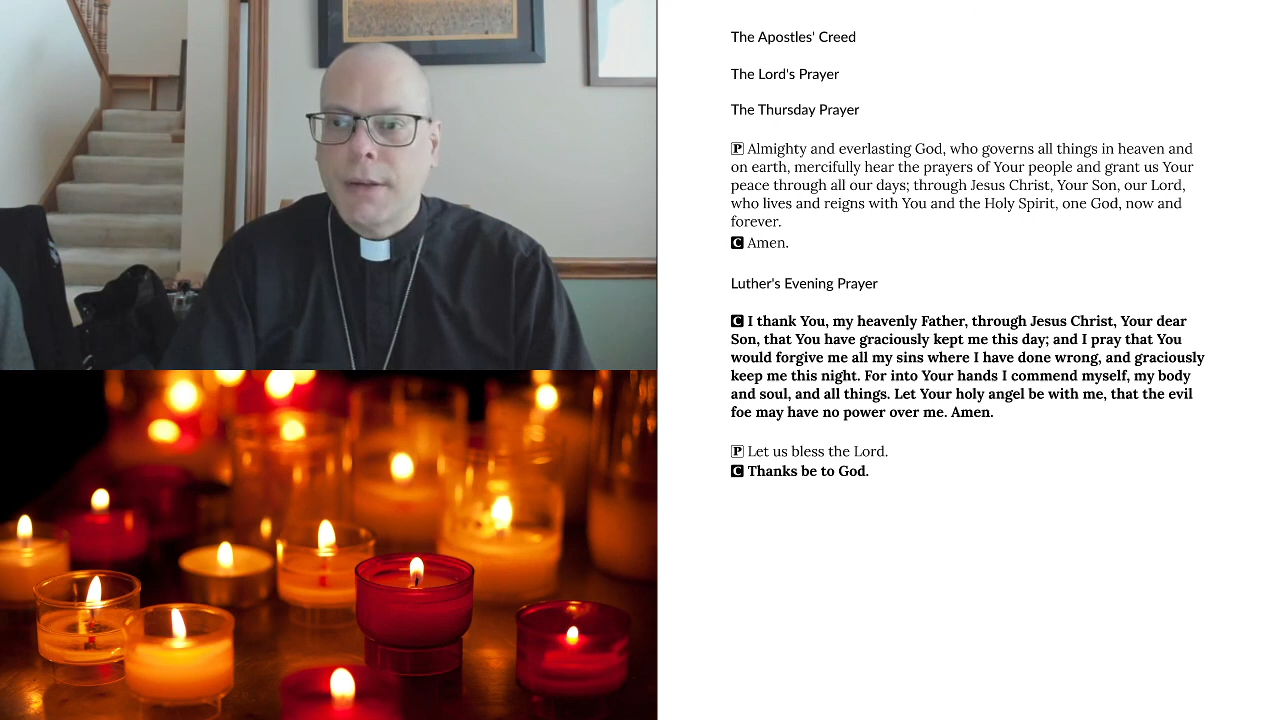 The Apostles' Creed
The Lord's Prayer
The Thursday Prayer
P Almighty and everlasting God, who governs all things in heaven and
on earth, mercifully hear the prayers of Your people and grant us Your
peace through all our days; through Jesus Christ, Your Son, our Lord,
who lives and reigns with You and the Holy Spirit, one God, now and
forever.
C Amen.
Luther's Evening Prayer
C I thank You, my heavenly Father, through Jesus Christ, Your dear
Son, that You have graciously kept me this day; and I pray that You
would forgive me all my sins where I have done wrong, and graciously
keep me this night. For into Your hands I commend myself, my body
and soul, and all things. Let Your holy angel be with me, that the evil
foe may have no power over me. Amen.
P Let us bless the Lord.
C Thanks be to God.